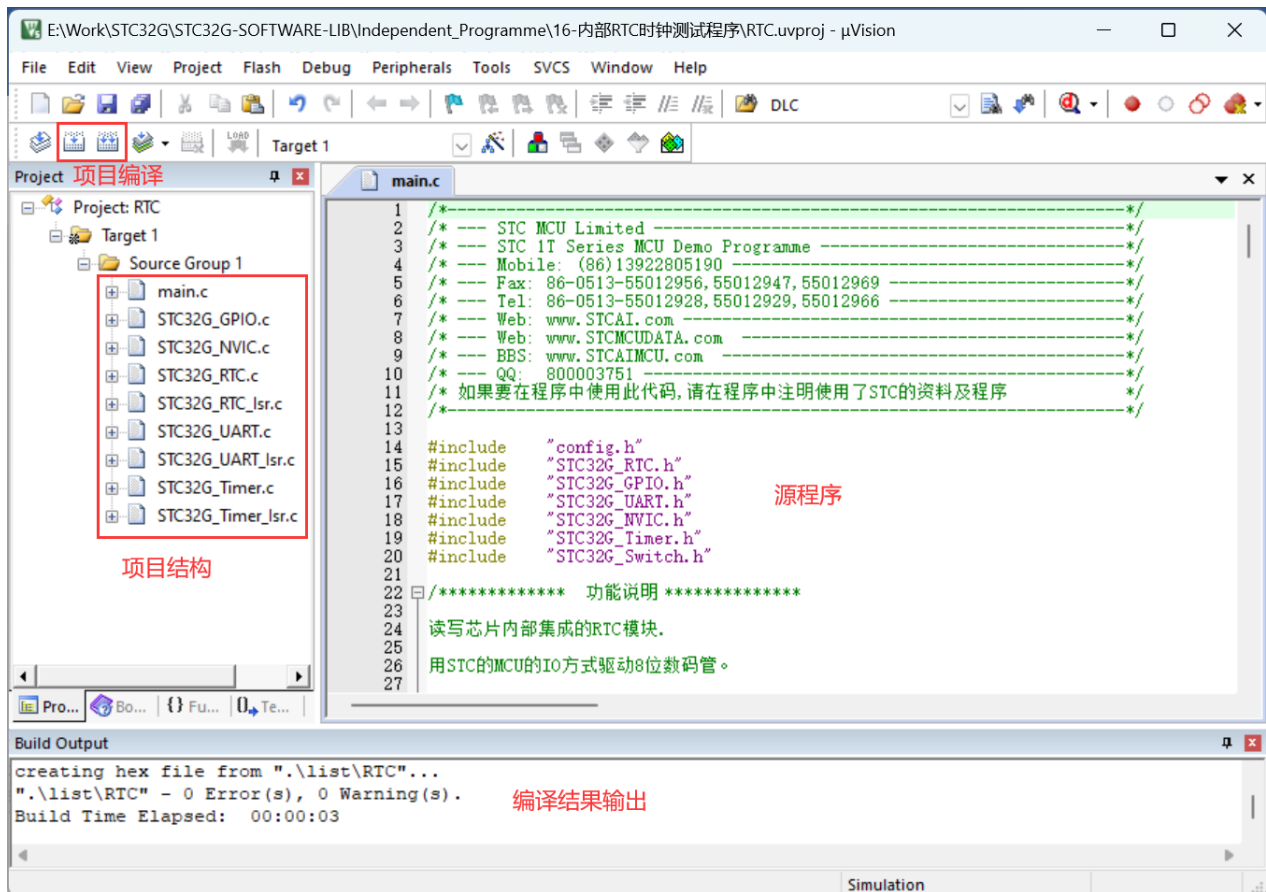 E:\Work\STC32G\STC32G-SOFTWARE-LIB\Independent_Programme\16-内部RTC时钟测试程序\RTC.uvproj - µVision
File Edit View Project Flash Debug Peripherals Tools SVCS Window Help
DLC
LOAD Target 1
Project 项目编译
main.c
Project: RTC
Target 1
Source Group 1
main.c
STC32G_GPIO.c
STC32G_NVIC.c
STC32G_RTC.c
STC32G_RTC_Isr.c
STC32G_UART.c
STC32G_UART_Isr.c
STC32G_Timer.c
STC32G_Timer_Isr.c
项目结构
Pro... Bo... {} Fu... Te...
1 /*---------------------------------------------------------------------*/
2 /* --- STC MCU Limited ------------------------------------------------*/
3 /* --- STC 1T Series MCU Demo Programme -------------------------------*/
4 /* --- Mobile: (86)13922805190 ----------------------------------------*/
5 /* --- Fax: 86-0513-55012956,55012947,55012969 ------------------------*/
6 /* --- Tel: 86-0513-55012928,55012929,55012966 ------------------------*/
7 /* --- Web: www.STCAI.com ---------------------------------------------*/
8 /* --- Web: www.STCMCUDATA.com ---------------------------------------*/
9 /* --- BBS: www.STCAIMCU.com -----------------------------------------*/
10 /* --- QQ: 800003751 -------------------------------------------------*/
11 /* 如果要在程序中使用此代码,请在程序中注明使用了STC的资料及程序 */
12 /*---------------------------------------------------------------------*/
13
14 #include "config.h"
15 #include "STC32G_RTC.h"
16 #include "STC32G_GPIO.h"
17 #include "STC32G_UART.h"
18 #include "STC32G_NVIC.h"
19 #include "STC32G_Timer.h"
20 #include "STC32G_Switch.h"
源程序
21
22 /************* 功能说明 **************
23
24 读写芯片内部集成的RTC模块.
25
26 用STC的MCU的IO方式驱动8位数码管。
27
Build Output
creating hex file from ".\list\RTC"...
".\list\RTC" - 0 Error(s), 0 Warning(s).
Build Time Elapsed: 00:00:03
编译结果输出
Simulation